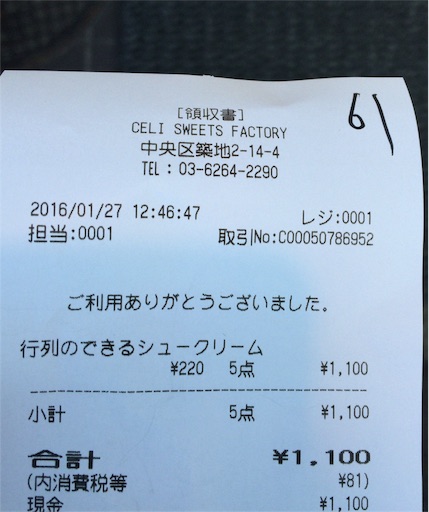 [領収書]
61
CELI SWEETS FACTORY
中央区築地2-14-4
TEL : 03-6264-2290
2016/01/27 12:46:47 レジ:0001
担当:0001 取引No:C00050786952
ご利用ありがとうございました。
行列のできるシュークリーム
¥220 5点 ¥1,100
小計 5点 ¥1,100
合計 ¥1,100
(内消費税等 ¥81)
現金 ¥1,100